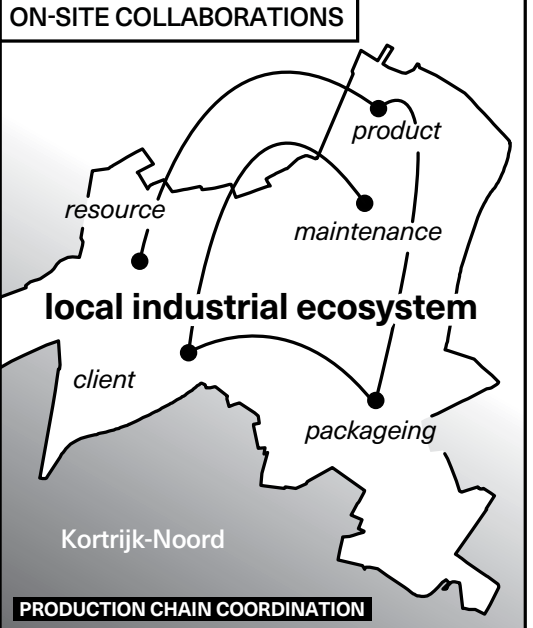 ON-SITE COLLABORATIONS
product
resource
maintenance
local industrial ecosystem
client
packageing
Kortrijk-Noord
PRODUCTION CHAIN COORDINATION